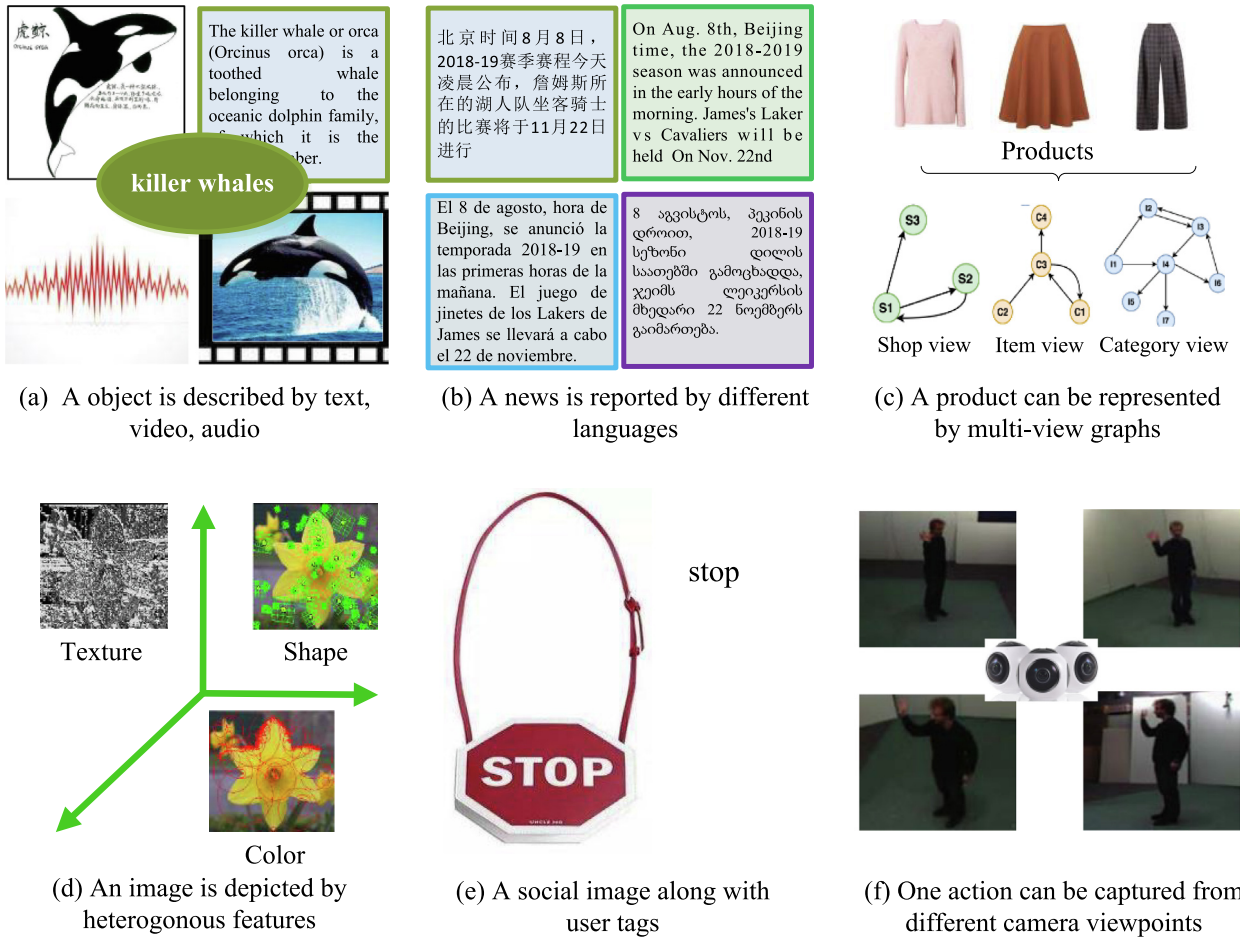 虎鲸
ORCINUS ORCA
The killer whale or orca
(Orcinus orca) is a
toothed whale
belonging to the
oceanic dolphin family,
which it is the
killer whales
(a) A object is described by text,
video, audio
北京时间8月8日，
2018-19赛季赛程今天
凌晨公布，詹姆斯所
在的湖人队坐客骑士
的比赛将于11月22日
进行
On Aug. 8th, Beijing
time, the 2018-2019
season was announced
in the early hours of the
morning. James's Laker
vs Cavaliers will be
held On Nov. 22nd
El 8 de agosto, hora de
Beijing, se anunció la
temporada 2018-19 en
las primeras horas de la
mañana. El juego de
jinetes de los Lakers de
James se llevará a cabo
el 22 de noviembre.
8 აგვისტოს, პეკინის
დროით, 2018-19
სეზონი დილის
საათებში გამოცხადდა,
ჯეიმს ლეიკერსის
მხედარი 22 ნოემბერს
გაიმართება.
(b) A news is reported by different
languages
Products
S3
S2
S1
Shop view
C4
C3
C2
C1
Item view
I2
I3
I1
I4
I6
I5
I7
Category view
(c) A product can be represented
by multi-view graphs
Texture
Shape
Color
(d) An image is depicted by
heterogonous features
stop
STOP
(e) A social image along with
user tags
(f) One action can be captured from
different camera viewpoints